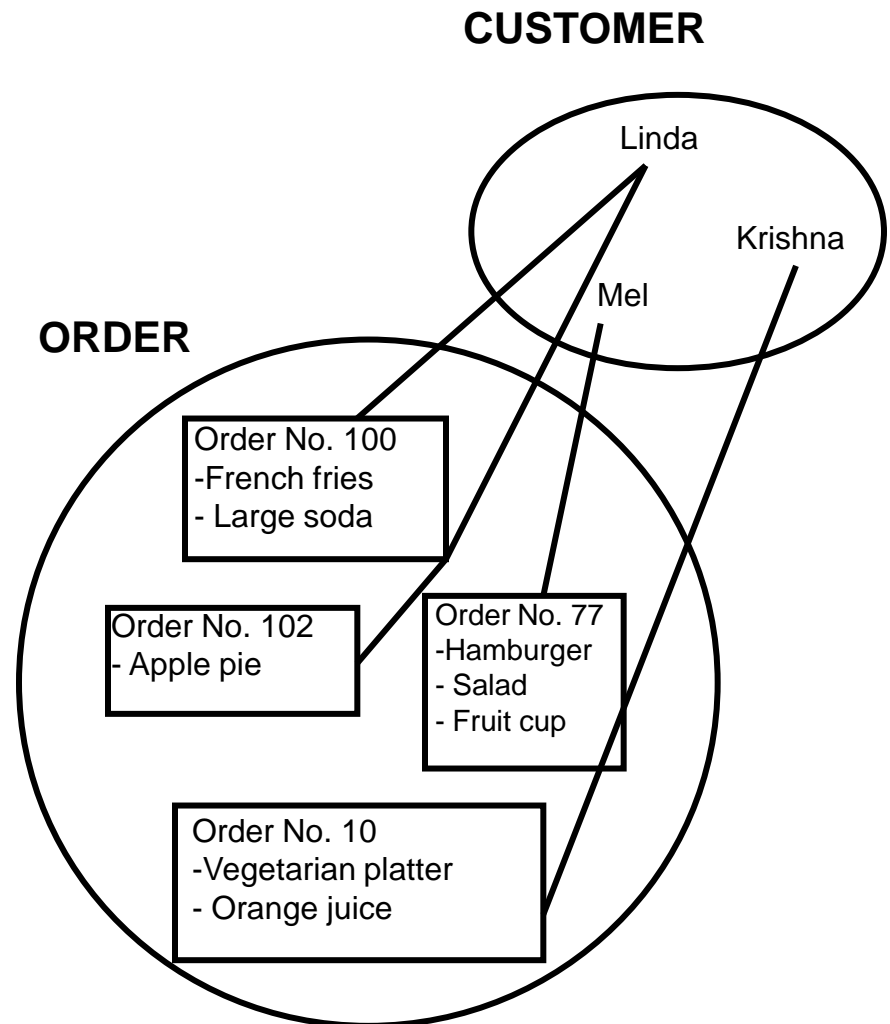 CUSTOMER
Linda
Krishna
Mel
ORDER
Order No. 100
-French fries
- Large soda
Order No. 102
- Apple pie
Order No. 77
-Hamburger
- Salad
- Fruit cup
Order No. 10
-Vegetarian platter
- Orange juice